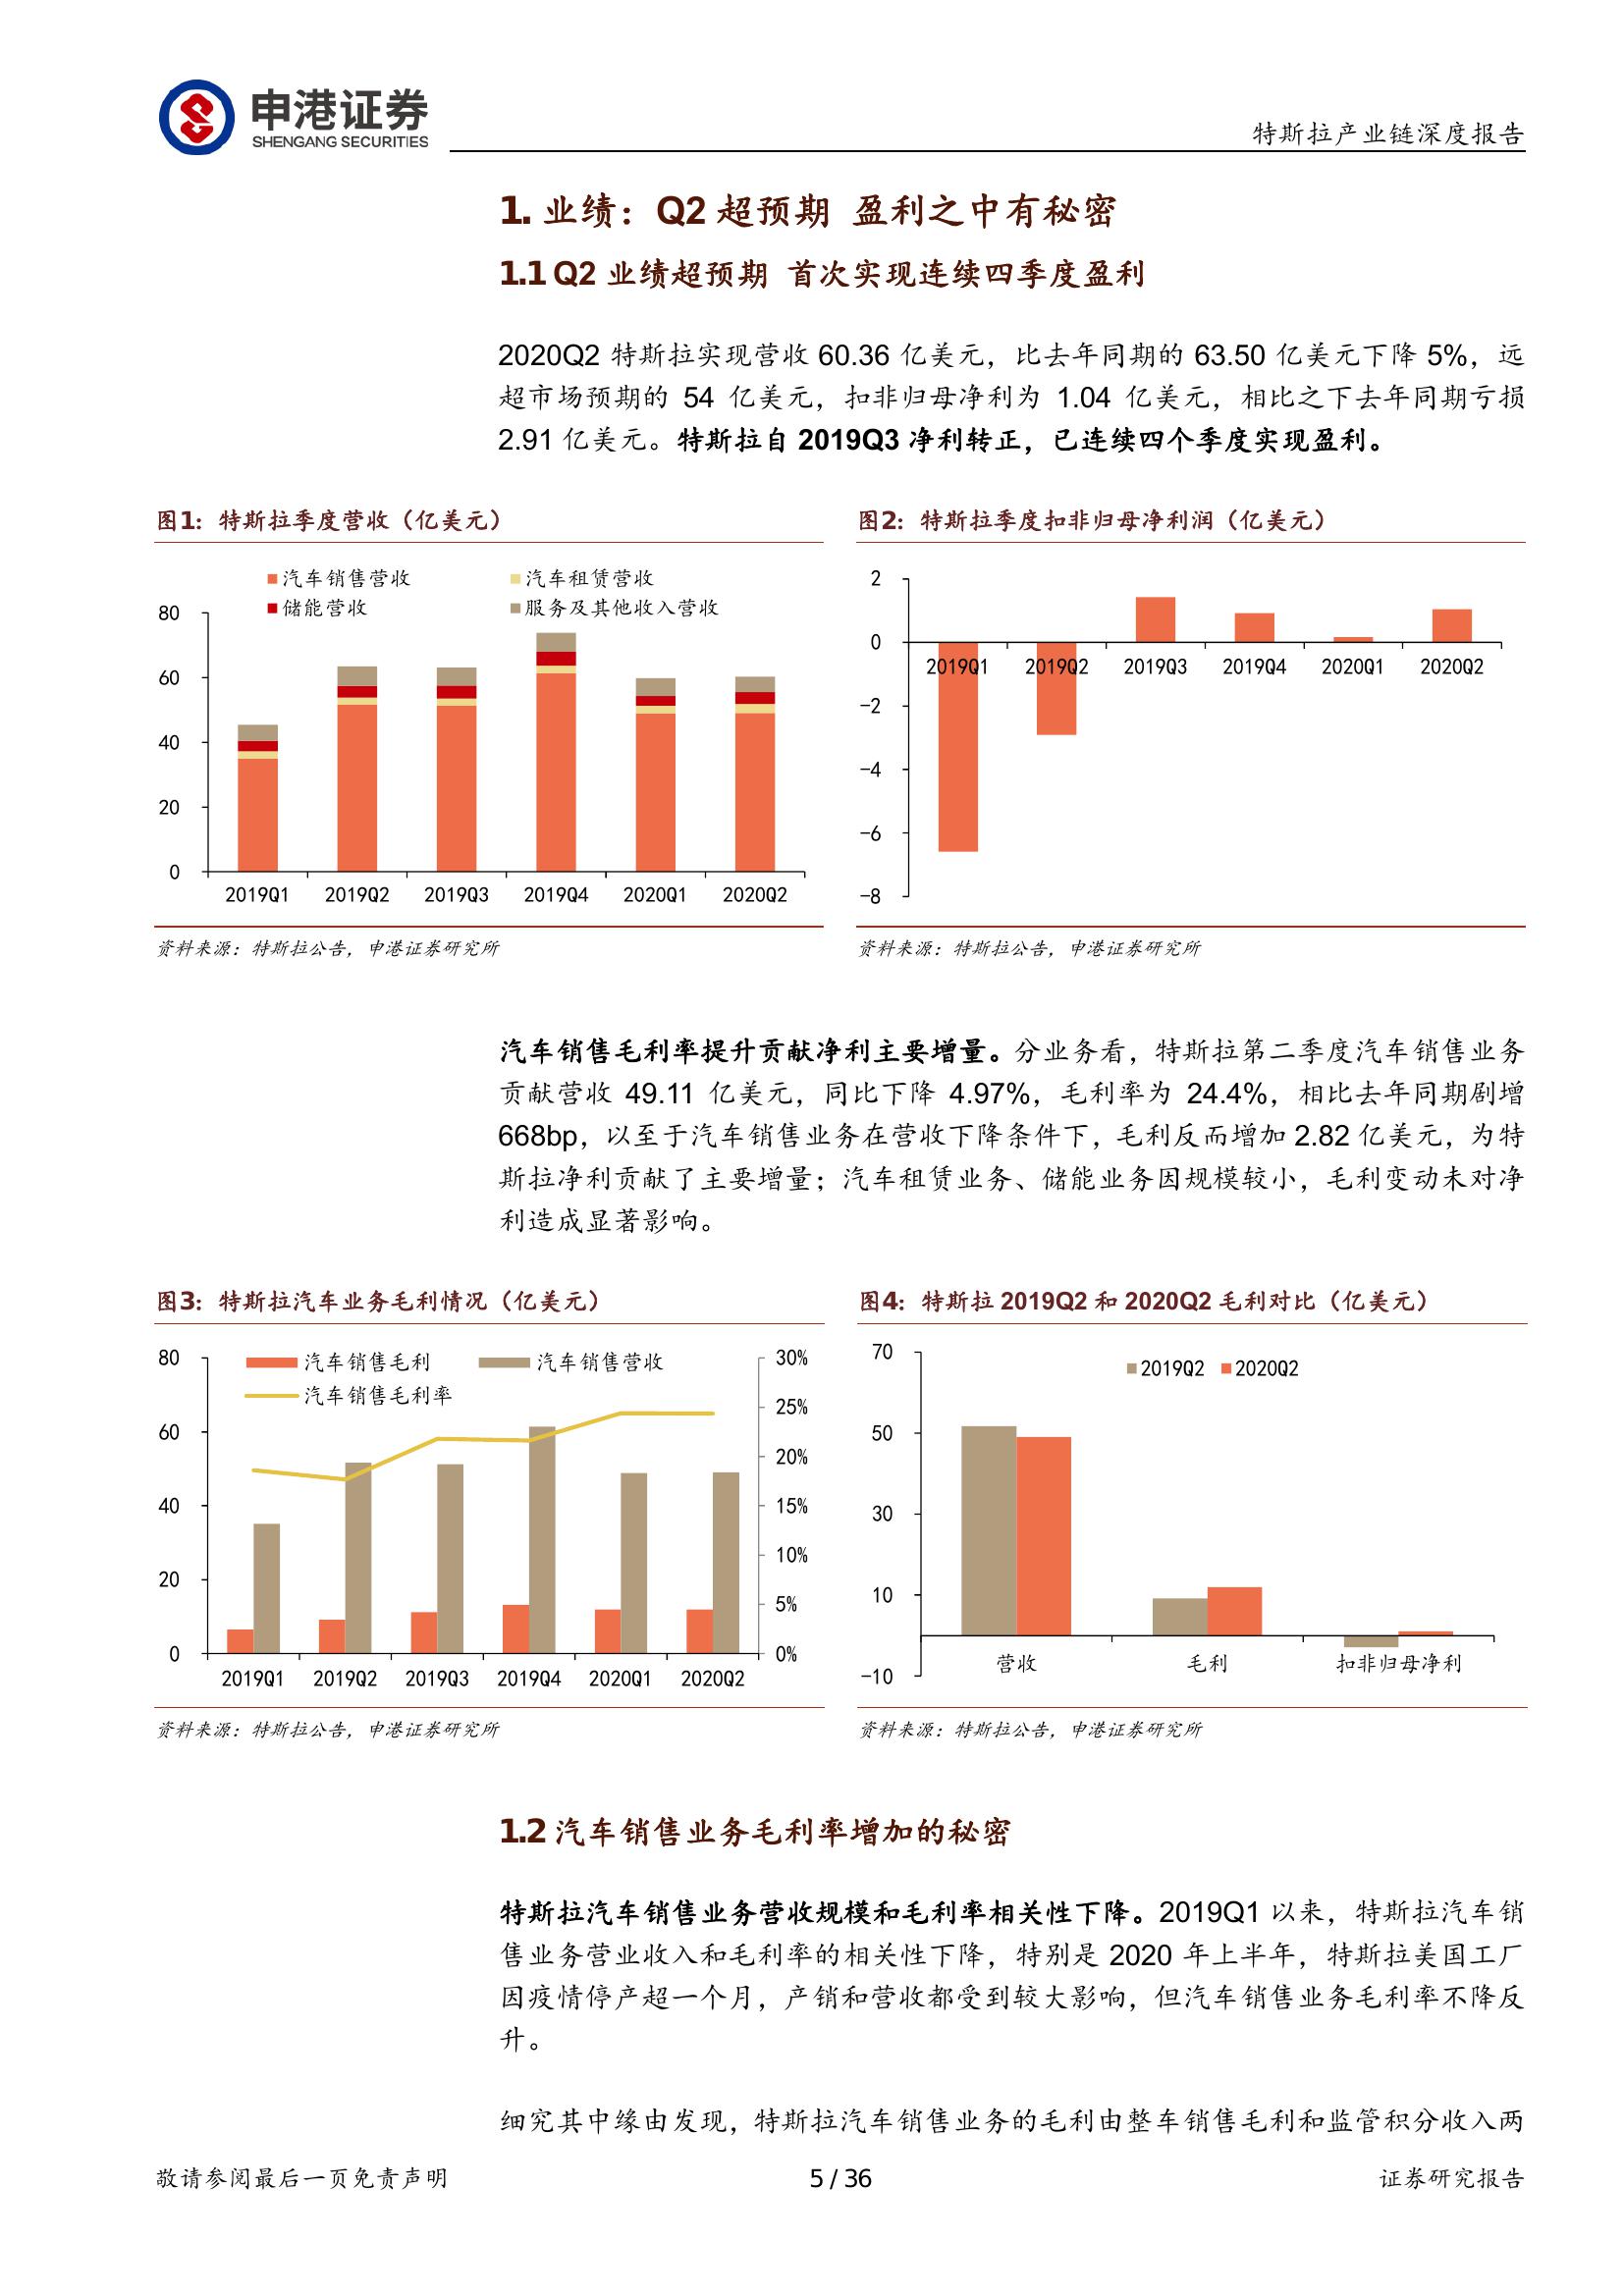 申港证券
SHENGANG SECURITIES
特斯拉产业链深度报告
1. 业绩：Q2 超预期 盈利之中有秘密
1.1 Q2 业绩超预期 首次实现连续四季度盈利
2020Q2 特斯拉实现营收 60.36 亿美元，比去年同期的 63.50 亿美元下降 5%，远
超市场预期的 54 亿美元，扣非归母净利为 1.04 亿美元，相比之下去年同期亏损
2.91 亿美元。特斯拉自 2019Q3 净利转正，已连续四个季度实现盈利。
图1：特斯拉季度营收（亿美元）
汽车销售营收
汽车租赁营收
储能营收
服务及其他收入营收
80
60
40
20
0
2019Q1 2019Q2 2019Q3 2019Q4 2020Q1 2020Q2
资料来源：特斯拉公告，申港证券研究所
图2：特斯拉季度扣非归母净利润（亿美元）
2
0
−2
−4
−6
−8
2019Q1 2019Q2 2019Q3 2019Q4 2020Q1 2020Q2
资料来源：特斯拉公告，申港证券研究所
汽车销售毛利率提升贡献净利主要增量。分业务看，特斯拉第二季度汽车销售业务
贡献营收 49.11 亿美元，同比下降 4.97%，毛利率为 24.4%，相比去年同期剧增
668bp，以至于汽车销售业务在营收下降条件下，毛利反而增加 2.82 亿美元，为特
斯拉净利贡献了主要增量；汽车租赁业务、储能业务因规模较小，毛利变动未对净
利造成显著影响。
图3：特斯拉汽车业务毛利情况（亿美元）
汽车销售毛利
汽车销售营收
汽车销售毛利率
80
60
40
20
0
30%
25%
20%
15%
10%
5%
0%
2019Q1 2019Q2 2019Q3 2019Q4 2020Q1 2020Q2
资料来源：特斯拉公告，申港证券研究所
图4：特斯拉 2019Q2 和 2020Q2 毛利对比（亿美元）
2019Q2 2020Q2
70
50
30
10
−10
营收 毛利 扣非归母净利
资料来源：特斯拉公告，申港证券研究所
1.2 汽车销售业务毛利率增加的秘密
特斯拉汽车销售业务营收规模和毛利率相关性下降。2019Q1 以来，特斯拉汽车销
售业务营业收入和毛利率的相关性下降，特别是 2020 年上半年，特斯拉美国工厂
因疫情停产超一个月，产销和营收都受到较大影响，但汽车销售业务毛利率不降反
升。
细究其中缘由发现，特斯拉汽车销售业务的毛利由整车销售毛利和监管积分收入两
敬请参阅最后一页免责声明
5 / 36
证券研究报告